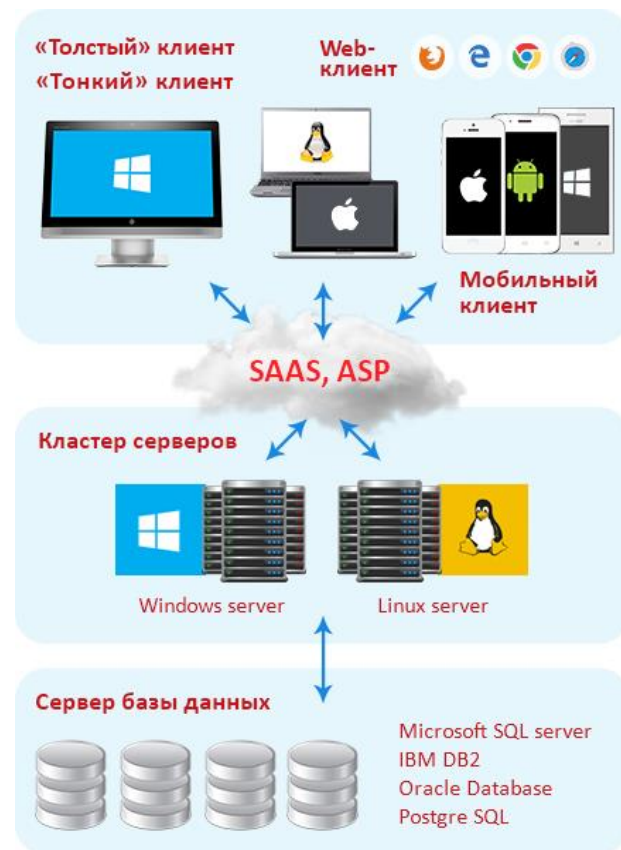 «Толстый» клиент
«Тонкий» клиент
Web-
клиент
Мобильный
клиент
SAAS, ASP
Кластер серверов
Windows server
Linux server
Сервер базы данных
Microsoft SQL server
IBM DB2
Oracle Database
Postgre SQL